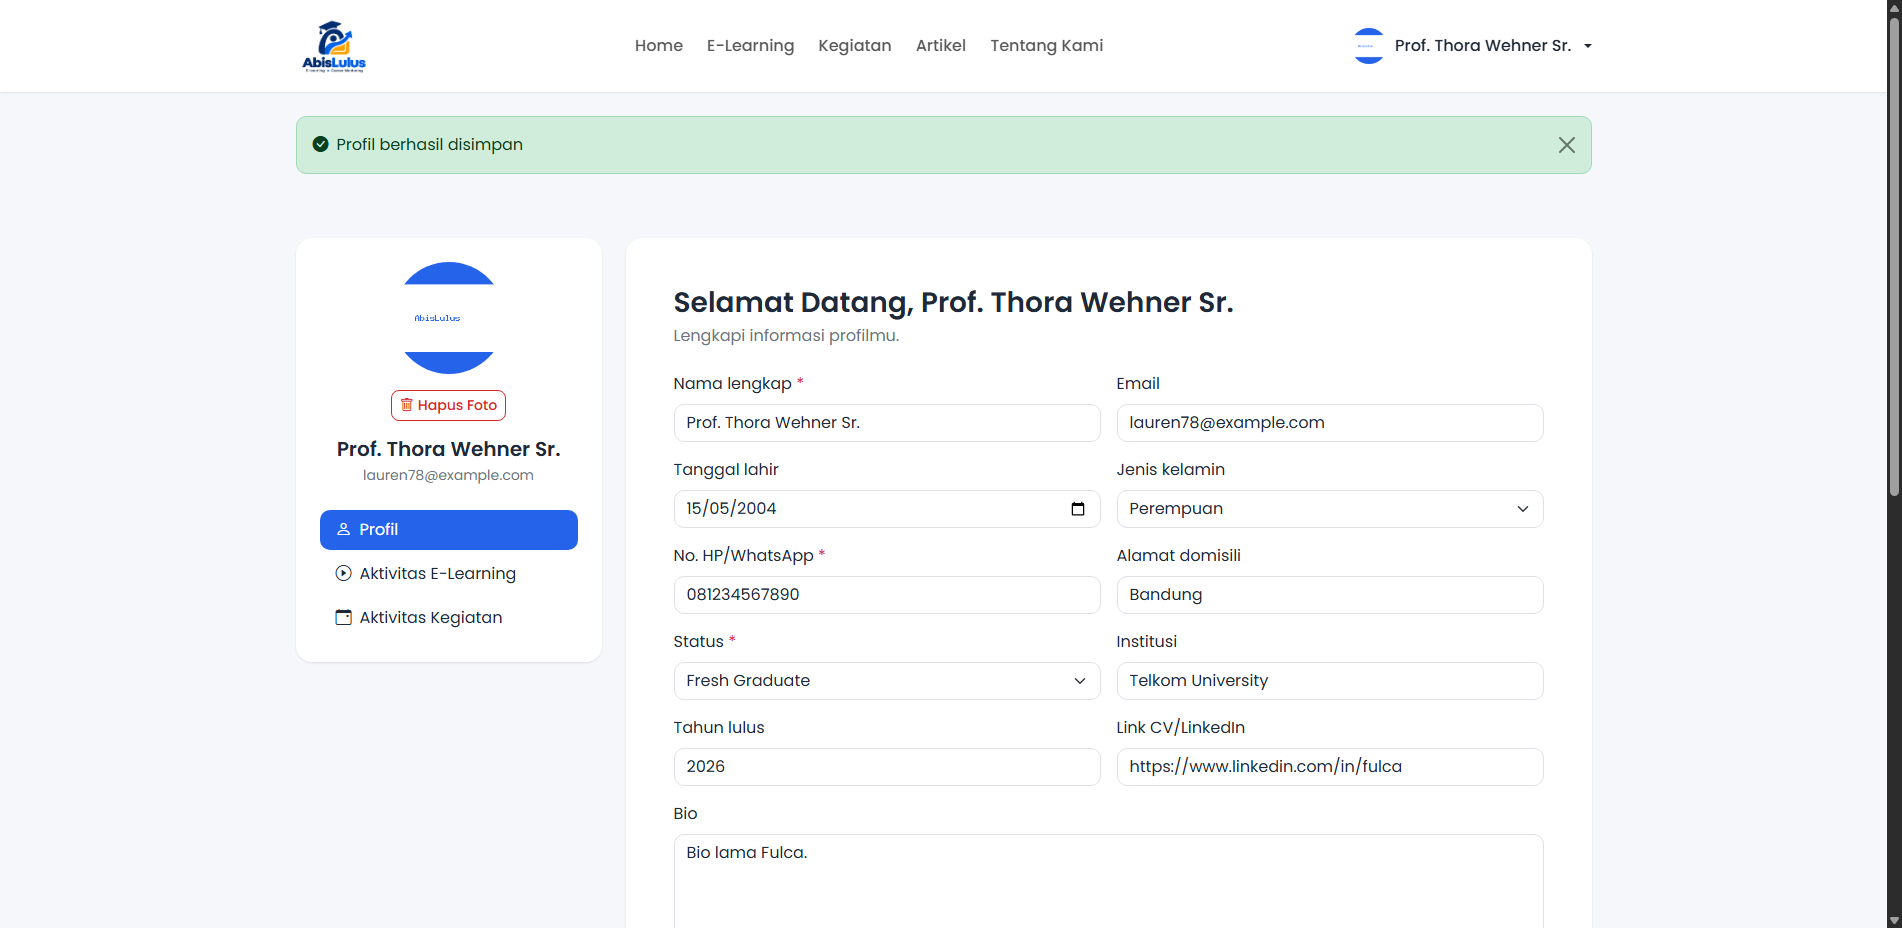 AbisLulus
Home
E-Learning
Kegiatan
Artikel
Tentang Kami
Prof. Thora Wehner Sr.
Profil berhasil disimpan
AbisLulus
Hapus Foto
Prof. Thora Wehner Sr.
lauren78@example.com
Profil
Aktivitas E-Learning
Aktivitas Kegiatan
Selamat Datang, Prof. Thora Wehner Sr.
Lengkapi informasi profilmu.
Nama lengkap *
Prof. Thora Wehner Sr.
Email
lauren78@example.com
Tanggal lahir
15/05/2004
Jenis kelamin
Perempuan
No. HP/WhatsApp *
081234567890
Alamat domisili
Bandung
Status *
Fresh Graduate
Institusi
Telkom University
Tahun lulus
2026
Link CV/LinkedIn
https://www.linkedin.com/in/fulca
Bio
Bio lama Fulca.